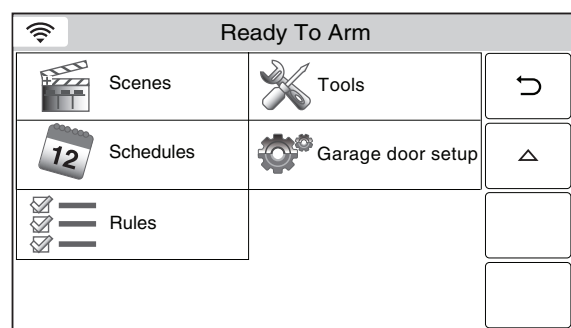 Ready To Arm
Scenes
Tools
12
Schedules
Garage door setup
Rules